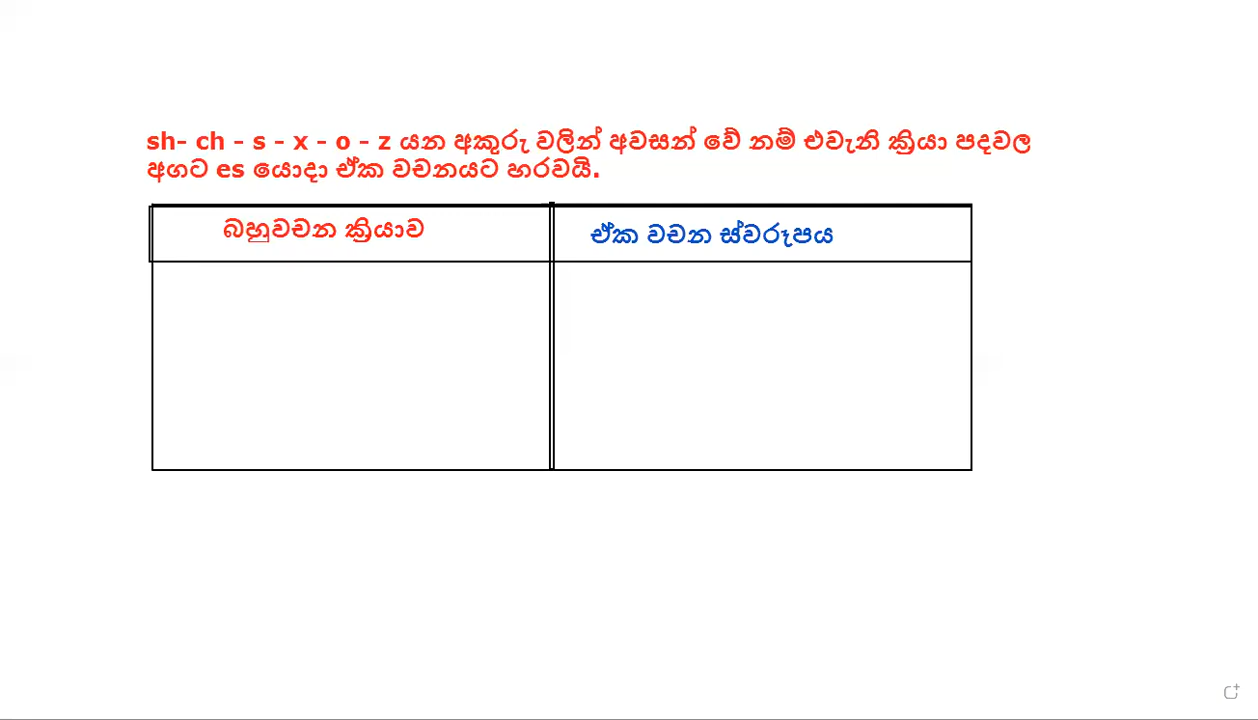 sh- ch - s - x - o - z යන අකුරු වලින් අවසන් වේ නම් එවැනි ක්‍රියා පදවල
අගට es යොදා ඒක වචනයට හරවයි.
බහුවචන ක්‍රියාව
ඒක වචන ස්වරූපය